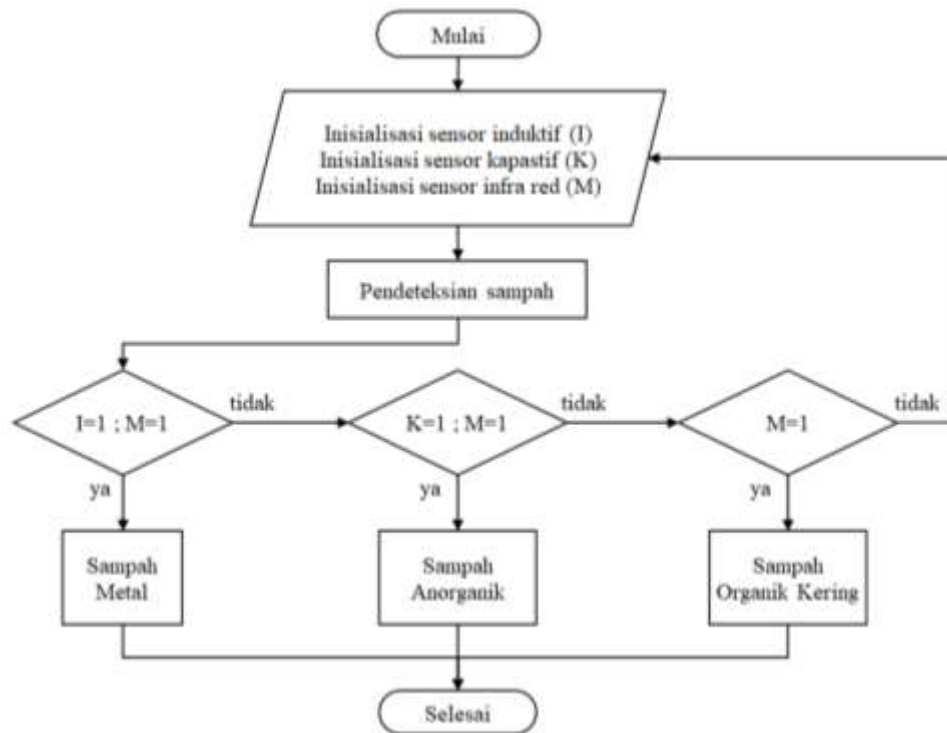 Mulai
Inisialisasi sensor induktif (I)
Inisialisasi sensor kapastif (K)
Inisialisasi sensor infra red (M)
Pendeteksian sampah
I=1 ; M=1
tidak
K=1 ; M=1
tidak
M=1
tidak
ya
ya
ya
Sampah
Metal
Sampah
Anorganik
Sampah
Organik Kering
Selesai